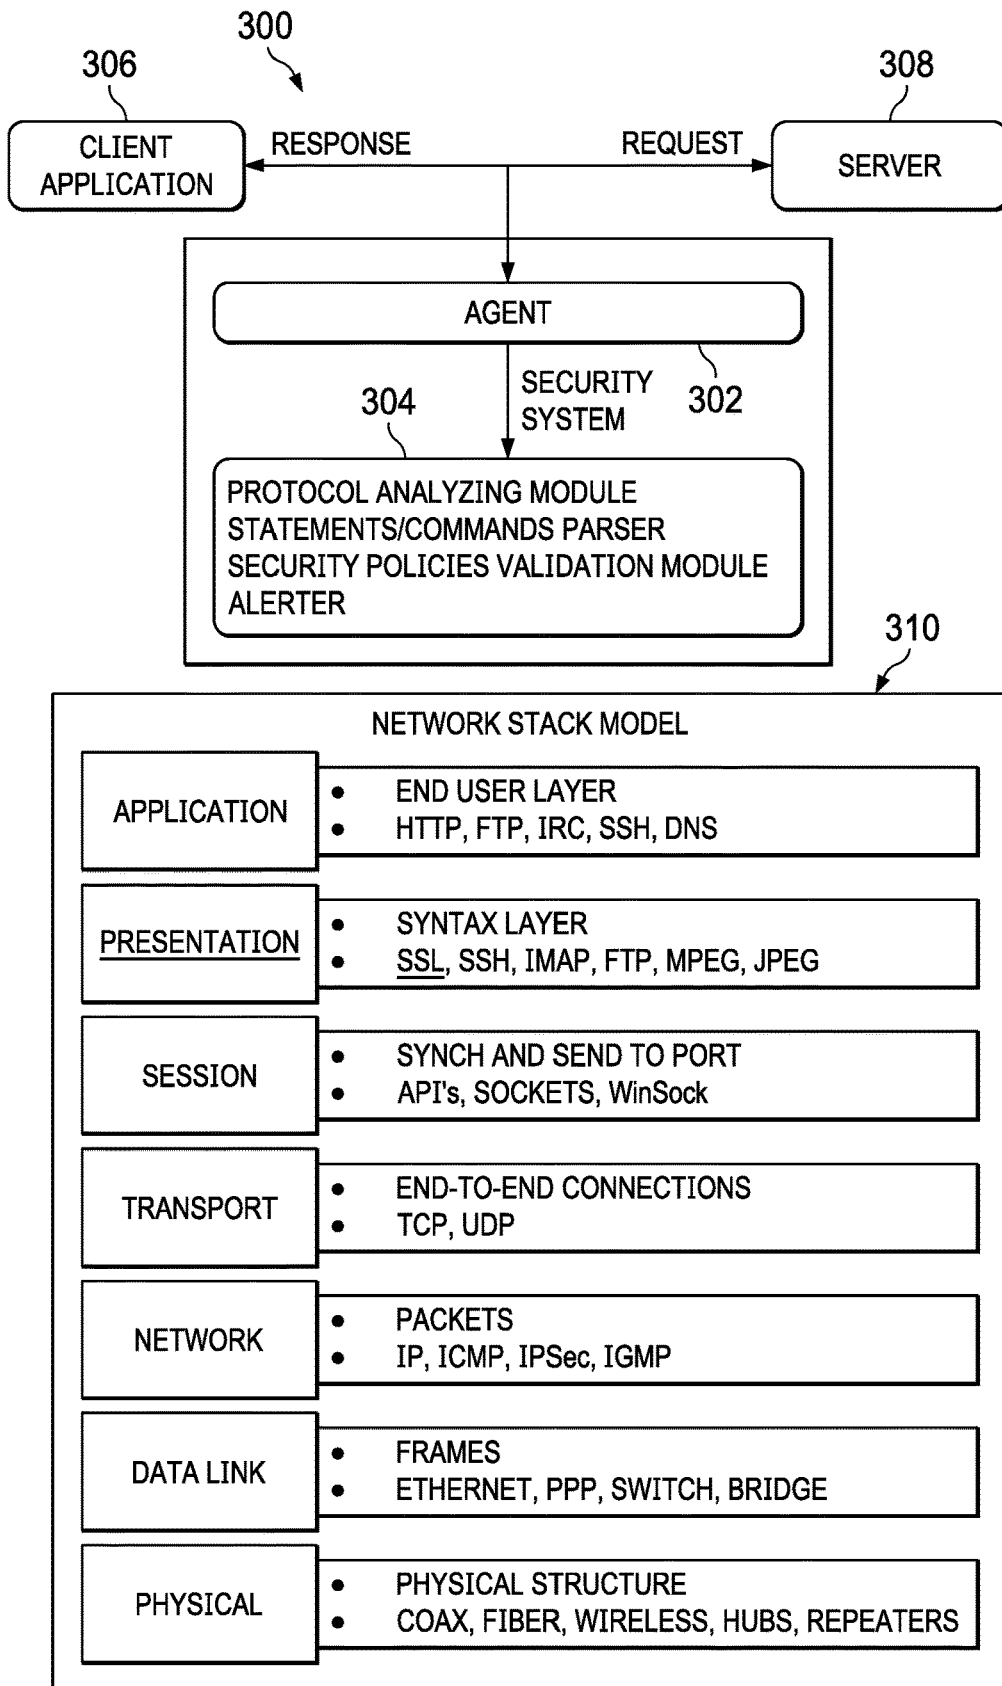 300
306
308
CLIENT
APPLICATION
RESPONSE
REQUEST
SERVER
AGENT
302
SECURITY
SYSTEM
304
PROTOCOL ANALYZING MODULE
STATEMENTS/COMMANDS PARSER
SECURITY POLICIES VALIDATION MODULE
ALERTER
310
NETWORK STACK MODEL
APPLICATION
• END USER LAYER
• HTTP, FTP, IRC, SSH, DNS
PRESENTATION
• SYNTAX LAYER
• SSL, SSH, IMAP, FTP, MPEG, JPEG
SESSION
• SYNCH AND SEND TO PORT
• API's, SOCKETS, WinSock
TRANSPORT
• END-TO-END CONNECTIONS
• TCP, UDP
NETWORK
• PACKETS
• IP, ICMP, IPSec, IGMP
DATA LINK
• FRAMES
• ETHERNET, PPP, SWITCH, BRIDGE
PHYSICAL
• PHYSICAL STRUCTURE
• COAX, FIBER, WIRELESS, HUBS, REPEATERS